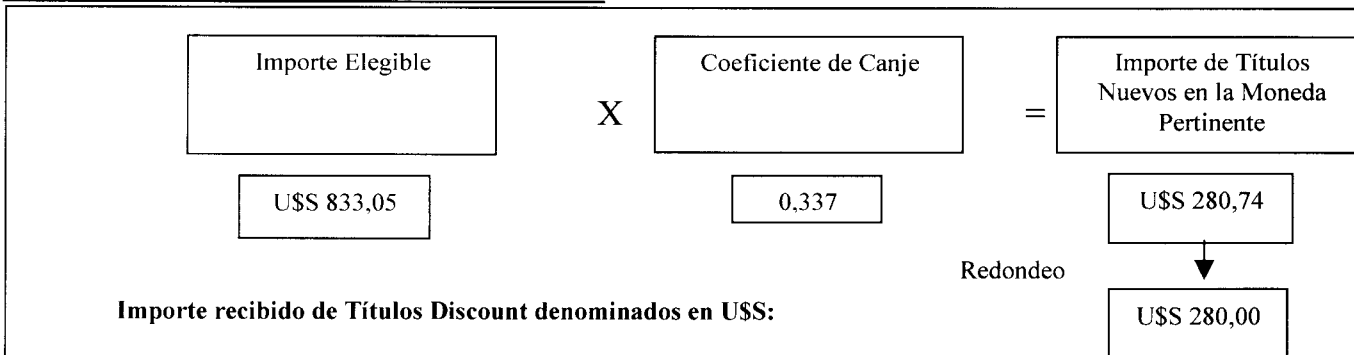 Importe Elegible
X
Coeficiente de Canje
=
Importe de Títulos
Nuevos en la Moneda
Pertinente
U$S 833,05
0,337
U$S 280,74
Redondeo
Importe recibido de Títulos Discount denominados en U$S:
U$S 280,00